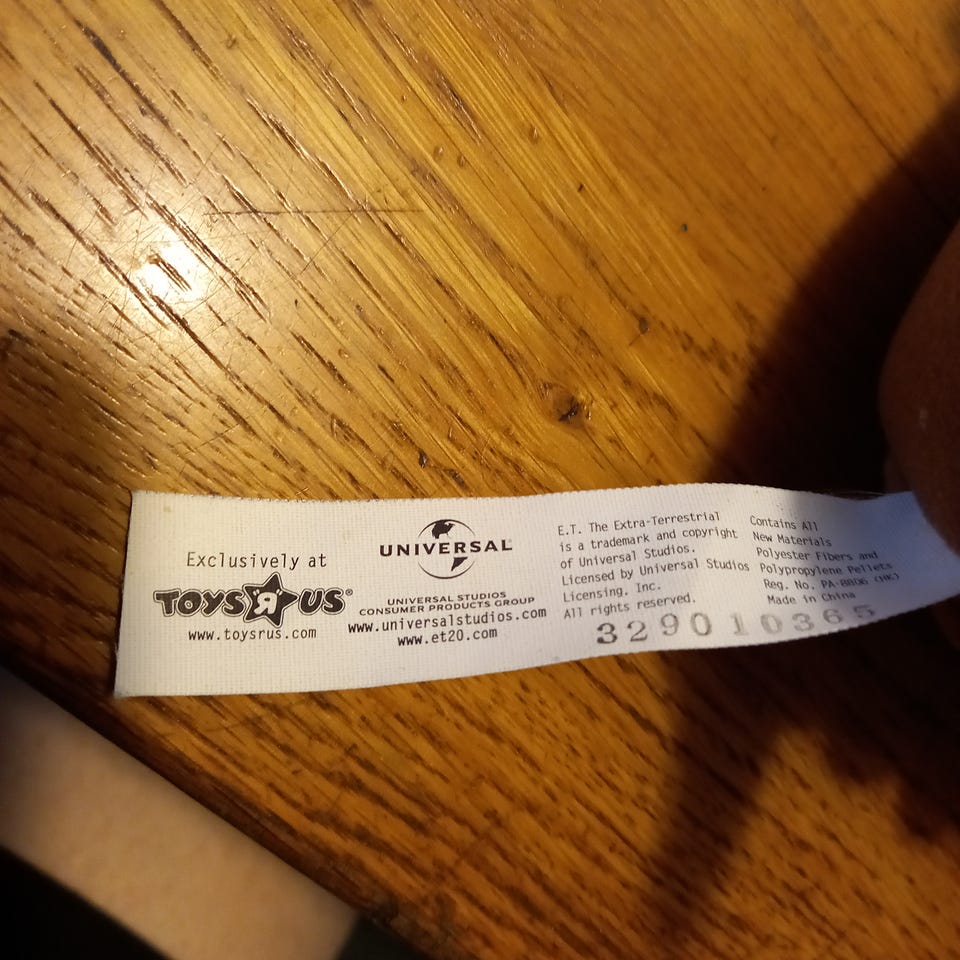 Exclusively at
TOYS R US®
www.toysrus.com
UNIVERSAL
UNIVERSAL STUDIOS
CONSUMER PRODUCTS GROUP
www.universalstudios.com
www.et20.com
E.T. The Extra-Terrestrial
is a trademark and copyright
of Universal Studios.
Licensed by Universal Studios
Licensing, Inc.
All rights reserved.
Contains All
New Materials
Polyester Fibers and
Polypropylene Pellets
Reg. No. PA-8806 (HK)
Made in China
329010365